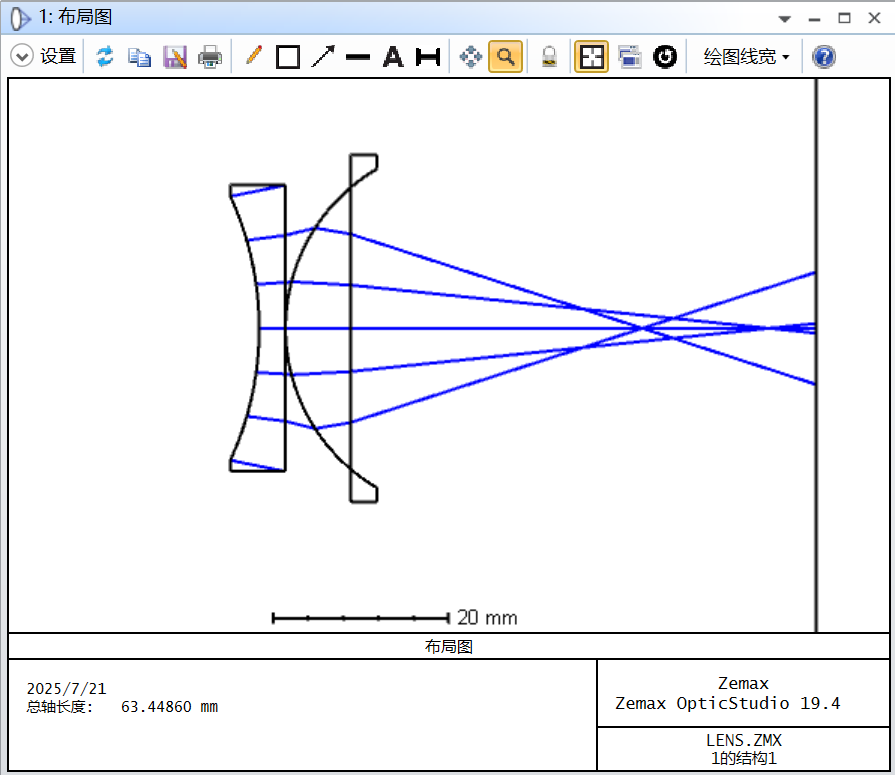 1: 布局图
设置
A
绘图线宽
20 mm
布局图
2025/7/21
总轴长度: 63.44860 mm
Zemax
Zemax OpticStudio 19.4
LENS.ZMX
1的结构1